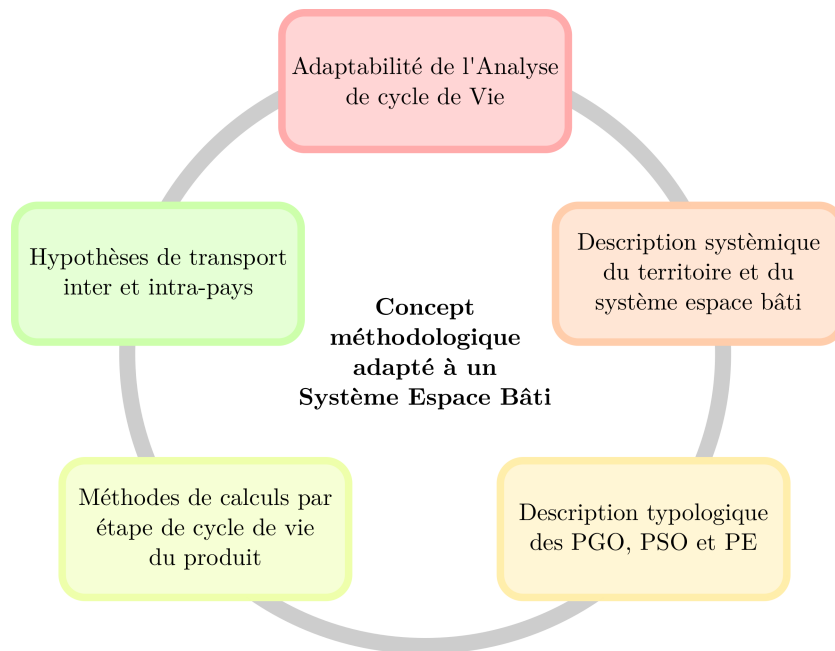 Adaptabilité de l'Analyse
de cycle de Vie
Hypothèses de transport
inter et intra-pays
Description systèmique
du territoire et du
système espace bâti
Concept
méthodologique
adapté à un
Système Espace Bâti
Méthodes de calculs par
étape de cycle de vie
du produit
Description typologique
des PGO, PSO et PE